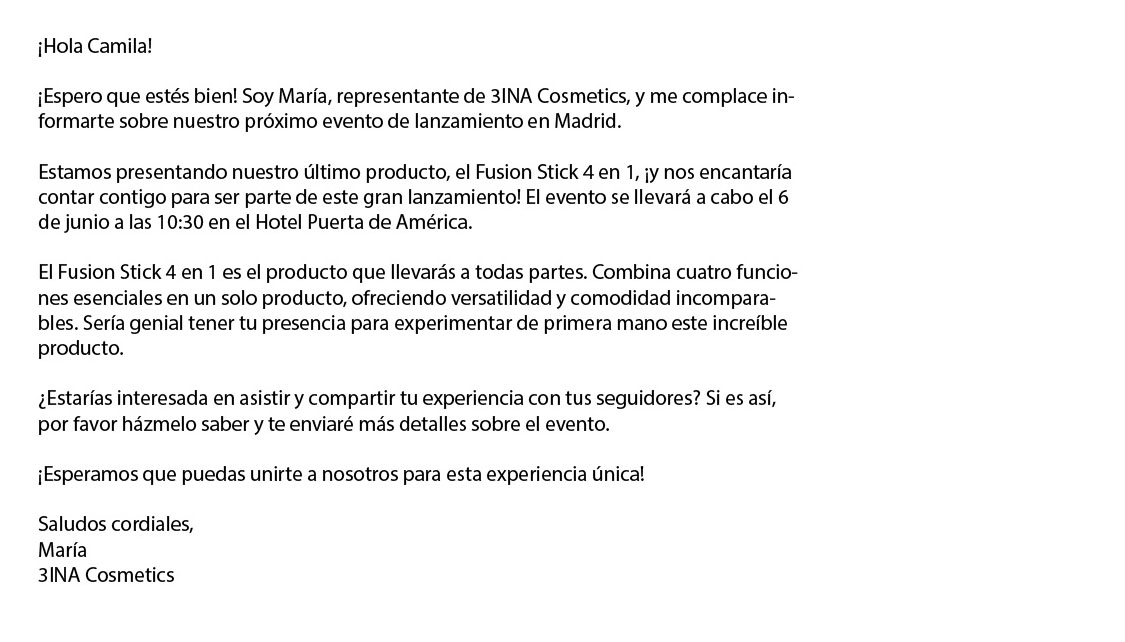 ¡Hola Camila!
¡Espero que estés bien! Soy María, representante de 3INA Cosmetics, y me complace in-
formarte sobre nuestro próximo evento de lanzamiento en Madrid.
Estamos presentando nuestro último producto, el Fusion Stick 4 en 1, ¡y nos encantaría
contar contigo para ser parte de este gran lanzamiento! El evento se llevará a cabo el 6
de junio a las 10:30 en el Hotel Puerta de América.
El Fusion Stick 4 en 1 es el producto que llevarás a todas partes. Combina cuatro funcio-
nes esenciales en un solo producto, ofreciendo versatilidad y comodidad incompara-
bles. Sería genial tener tu presencia para experimentar de primera mano este increíble
producto.
¿Estarías interesada en asistir y compartir tu experiencia con tus seguidores? Si es así,
por favor házmelo saber y te enviaré más detalles sobre el evento.
¡Esperamos que puedas unirte a nosotros para esta experiencia única!
Saludos cordiales,
María
3INA Cosmetics